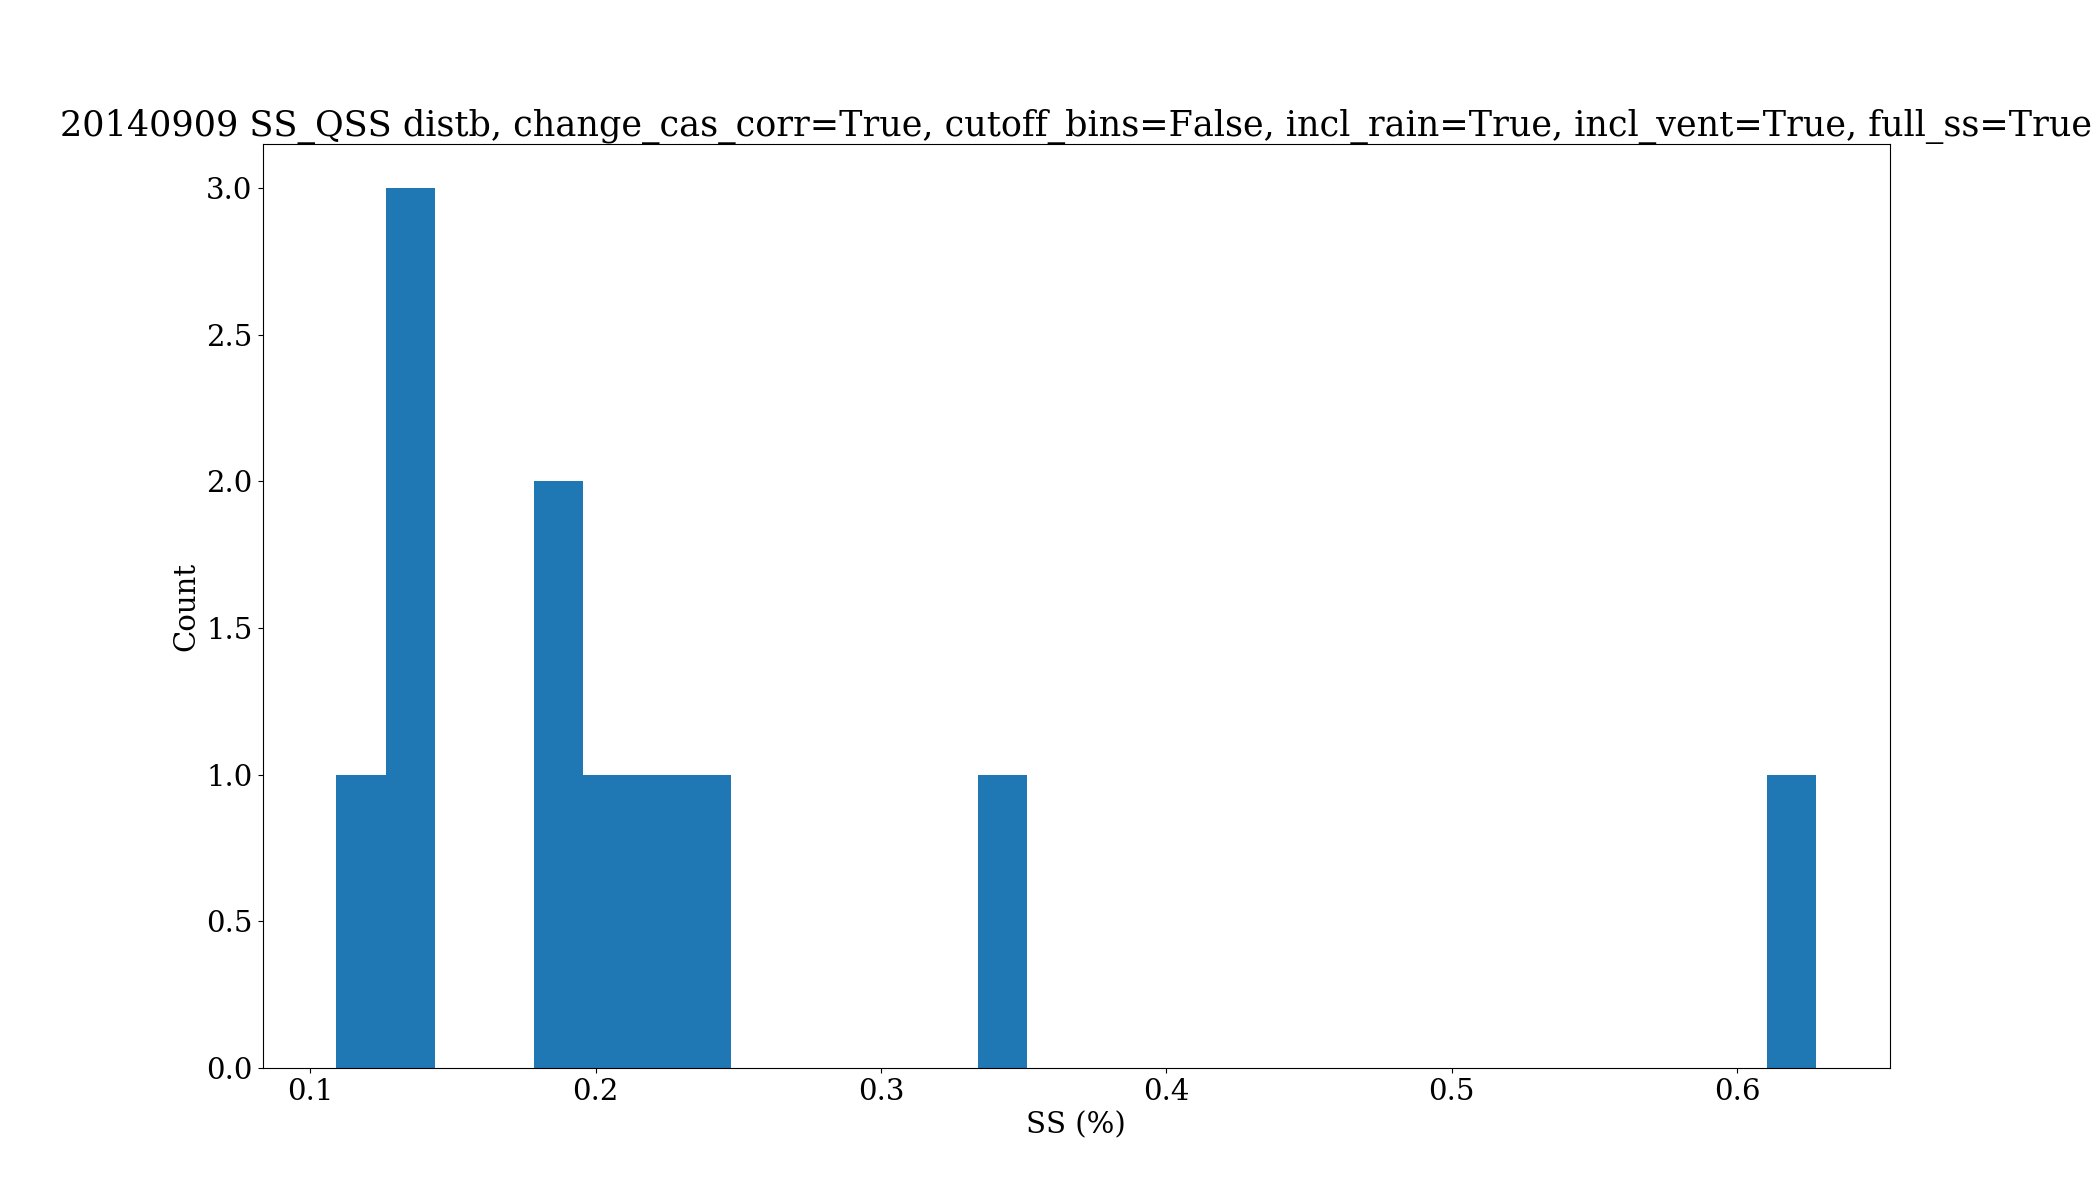 20140909 SS_QSS distb, change_cas_corr=True, cutoff_bins=False, incl_rain=True, incl_vent=True, full_ss=True
3.0
2.5
2.0
1.5
1.0
0.5
0.0
Count
0.1 0.2 0.3 0.4 0.5 0.6
SS (%)